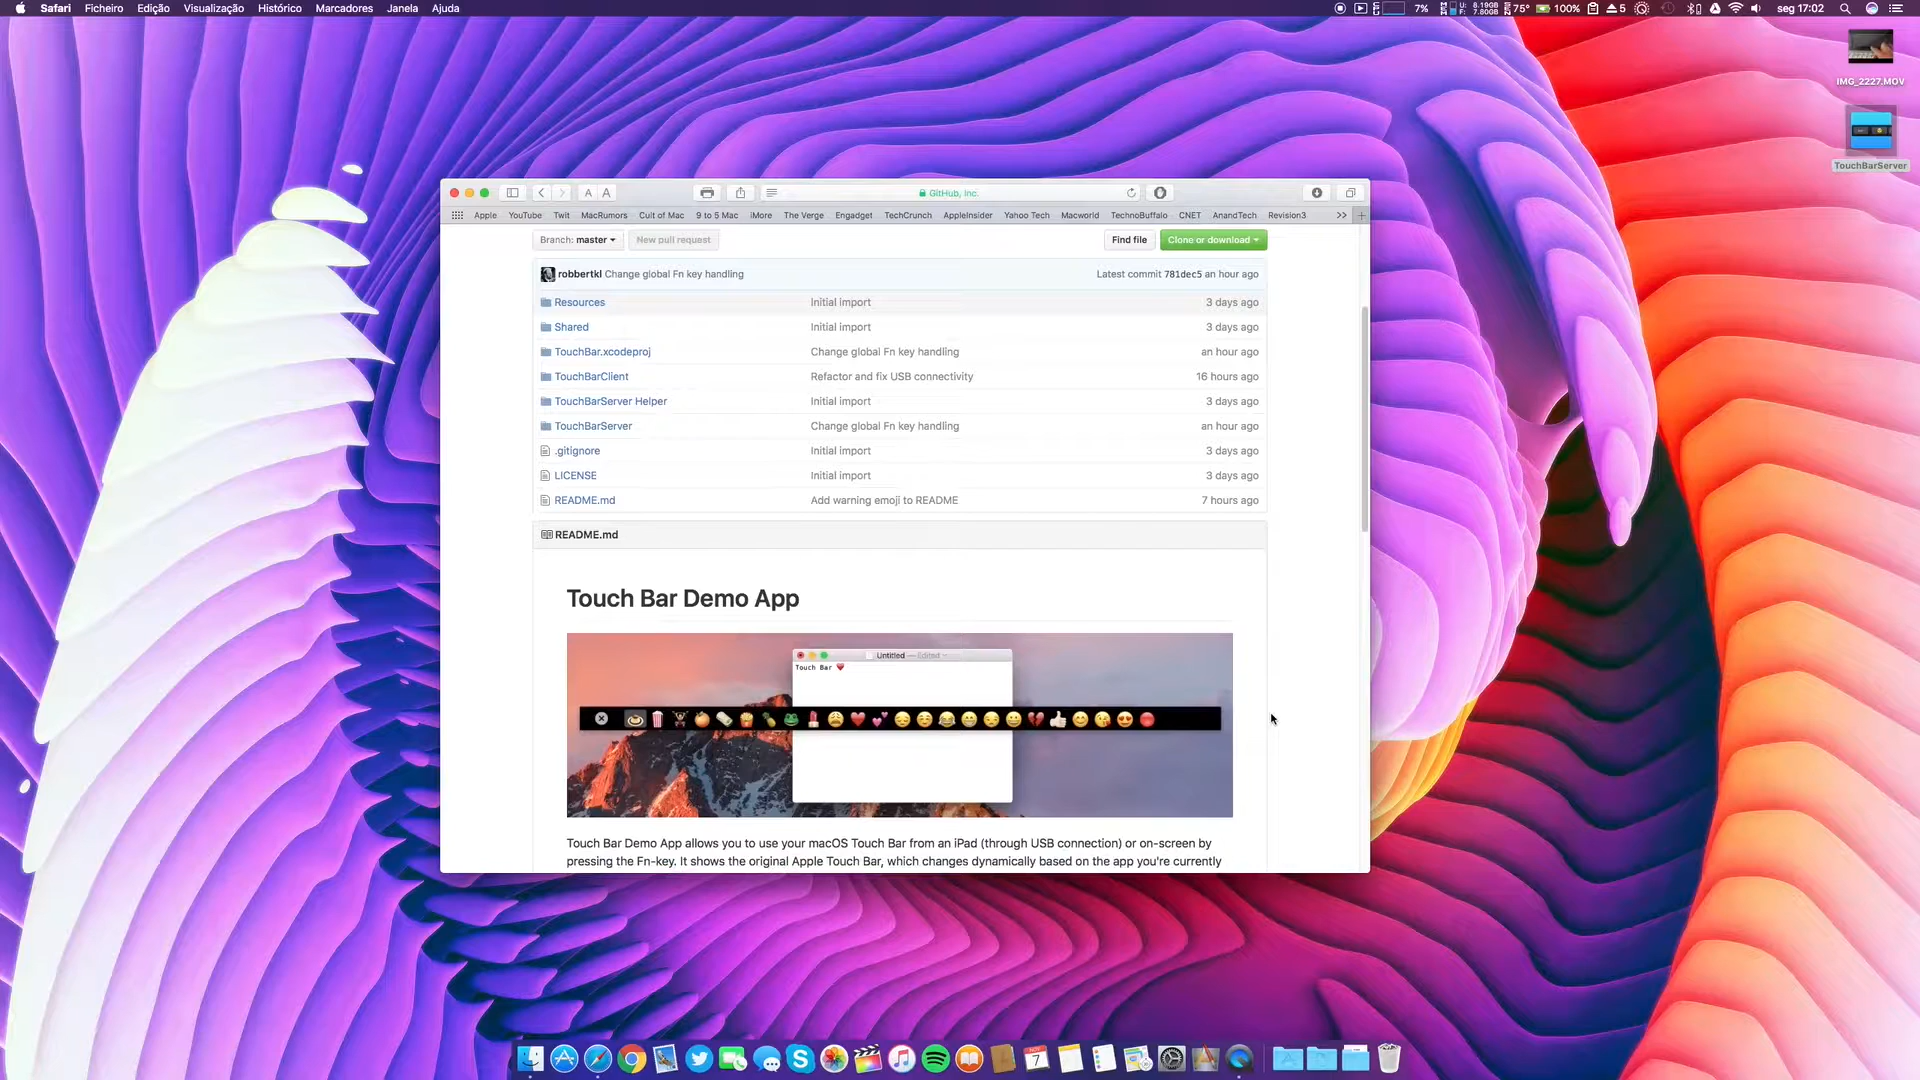 Safari Ficheiro Edição Visualização Histórico Marcadores Janela Ajuda
7% U: 8.19GB F: 7.80GB 75° 100% 5 seg 17:02
IMG_2227.MOV
TouchBarServer
A A GitHub, Inc.
Apple YouTube Twit MacRumors Cult of Mac 9 to 5 Mac iMore The Verge Engadget TechCrunch AppleInsider Yahoo Tech Macworld TechnoBuffalo CNET AnandTech Revision3 >> +
Branch: master New pull request Find file Clone or download
robbertkl Change global Fn key handling Latest commit 781dec5 an hour ago
Resources Initial import 3 days ago
Shared Initial import 3 days ago
TouchBar.xcodeproj Change global Fn key handling an hour ago
TouchBarClient Refactor and fix USB connectivity 16 hours ago
TouchBarServer Helper Initial import 3 days ago
TouchBarServer Change global Fn key handling an hour ago
.gitignore Initial import 3 days ago
LICENSE Initial import 3 days ago
README.md Add warning emoji to README 7 hours ago
README.md
Touch Bar Demo App
Untitled — Edited
Touch Bar ❤️
Touch Bar Demo App allows you to use your macOS Touch Bar from an iPad (through USB connection) or on-screen by
pressing the Fn-key. It shows the original Apple Touch Bar, which changes dynamically based on the app you're currently
NOV 7